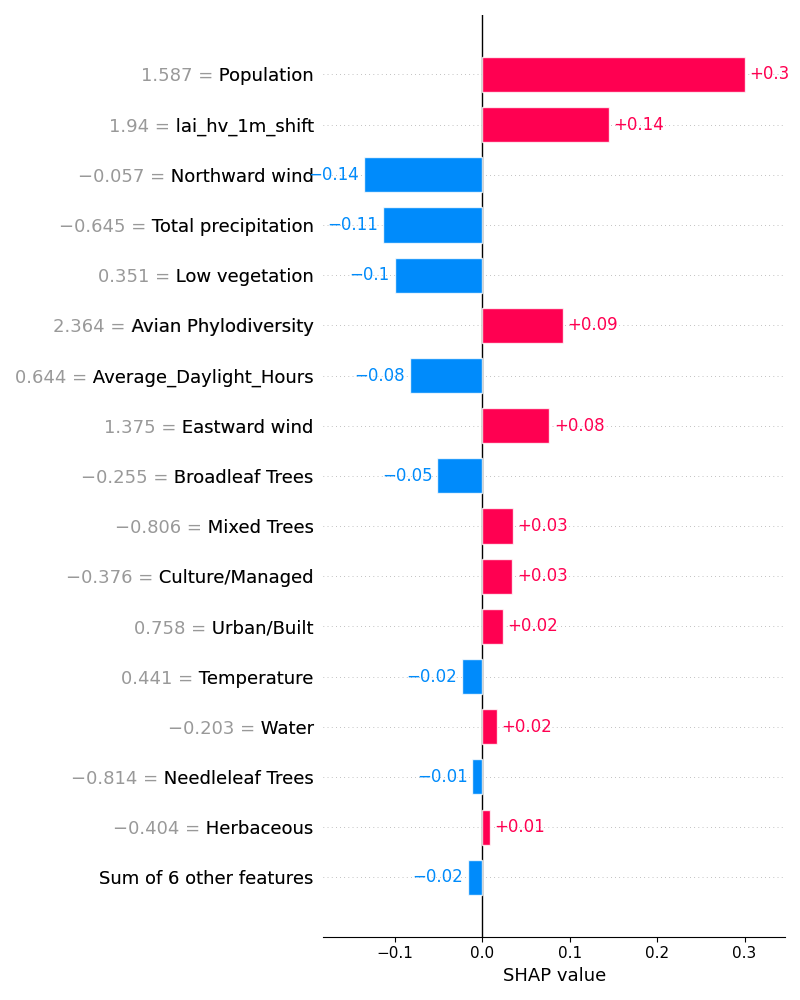 1.587 = Population +0.3
1.94 = lai_hv_1m_shift +0.14
−0.057 = Northward wind −0.14
−0.645 = Total precipitation −0.11
0.351 = Low vegetation −0.1
2.364 = Avian Phylodiversity +0.09
0.644 = Average_Daylight_Hours −0.08
1.375 = Eastward wind +0.08
−0.255 = Broadleaf Trees −0.05
−0.806 = Mixed Trees +0.03
−0.376 = Culture/Managed +0.03
0.758 = Urban/Built +0.02
0.441 = Temperature −0.02
−0.203 = Water +0.02
−0.814 = Needleleaf Trees −0.01
−0.404 = Herbaceous +0.01
Sum of 6 other features −0.02
−0.1 0.0 0.1 0.2 0.3
SHAP value